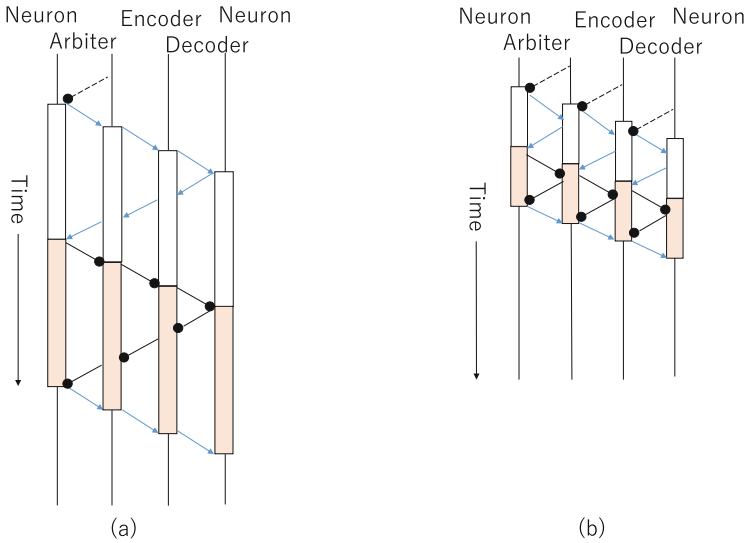 Neuron Encoder Neuron
Arbiter Decoder
Time
(a)
Neuron Encoder Neuron
Arbiter Decoder
Time
(b)